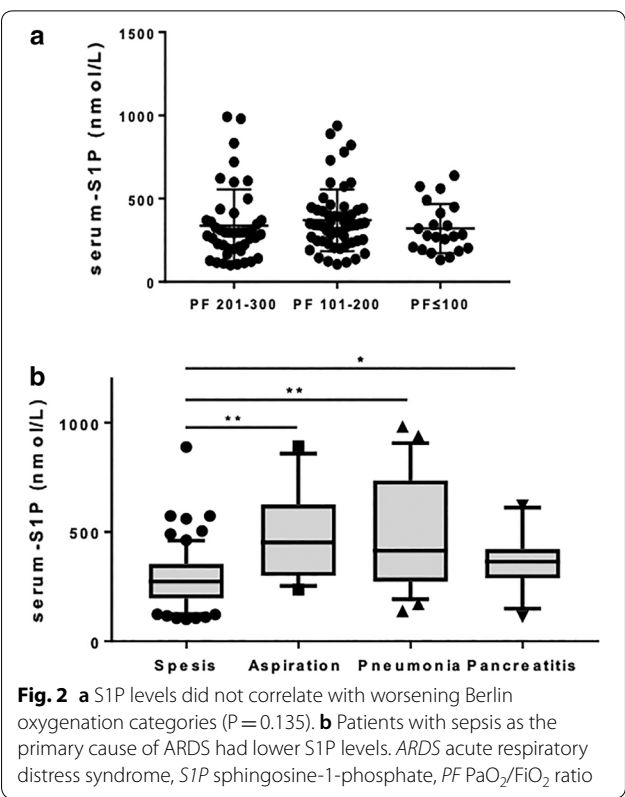 a
1500
1000
500
0
serum-S1P (nmol/L)
PF 201-300 PF 101-200 PF≤100
b
*
**
**
1000
500
0
serum-S1P (nmol/L)
Spesis Aspiration Pneumonia Pancreatitis
Fig. 2 a S1P levels did not correlate with worsening Berlin
oxygenation categories (P = 0.135). b Patients with sepsis as the
primary cause of ARDS had lower S1P levels. ARDS acute respiratory
distress syndrome, S1P sphingosine-1-phosphate, PF PaO₂/FiO₂ ratio